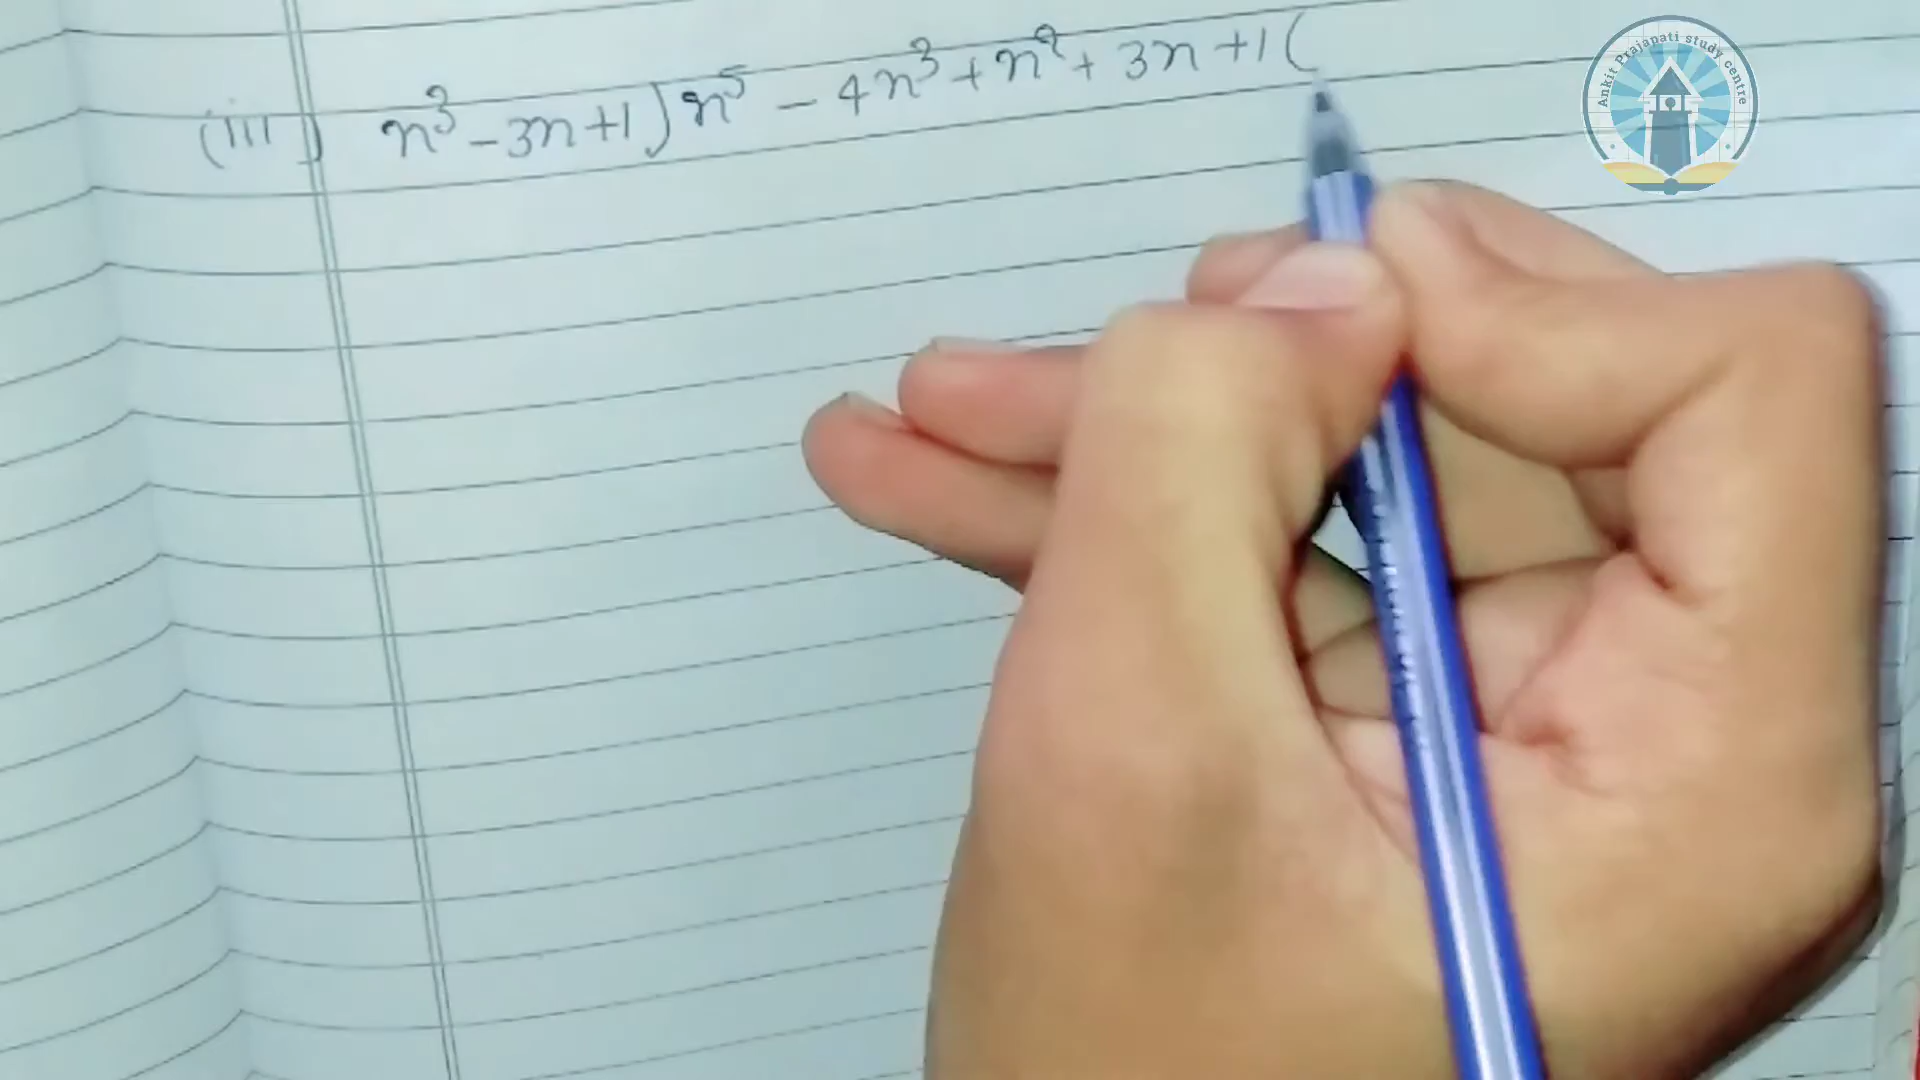 (iii) x³ - 3x + 1 ) x⁵ - 4x³ + x² + 3x + 1 (
Ankit Prajapati study centre